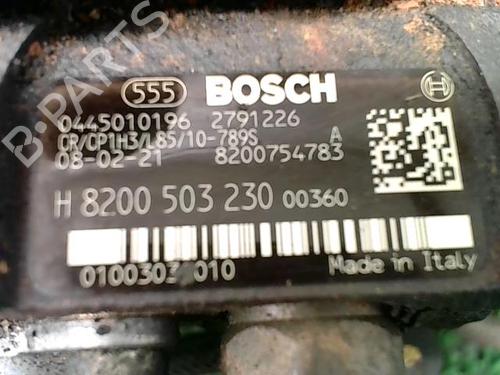 B-PARTS
555 BOSCH
0445010196 2791226
CR/CP1H3/L85/10-789S A
08-02-21 8200754783
H 8200 503 230 00360
Made in Italy